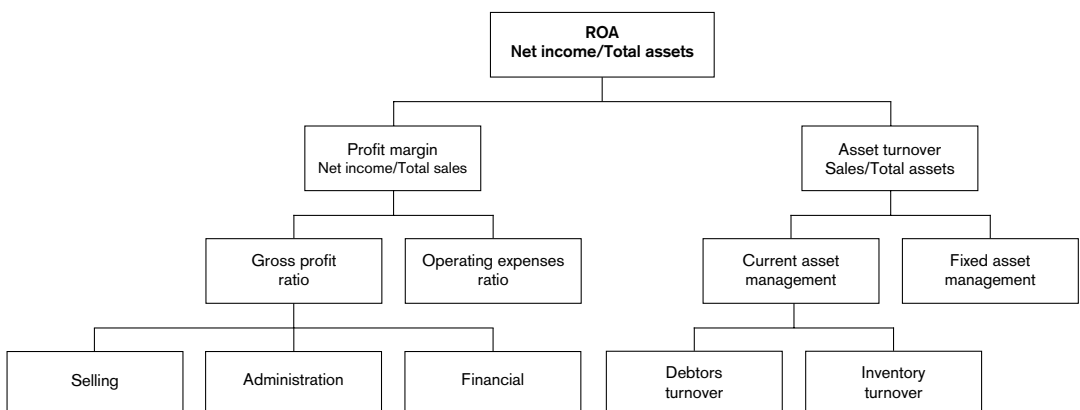 ROA
Net income/Total assets
Profit margin
Net income/Total sales
Asset turnover
Sales/Total assets
Gross profit
ratio
Operating expenses
ratio
Current asset
management
Fixed asset
management
Selling
Administration
Financial
Debtors
turnover
Inventory
turnover